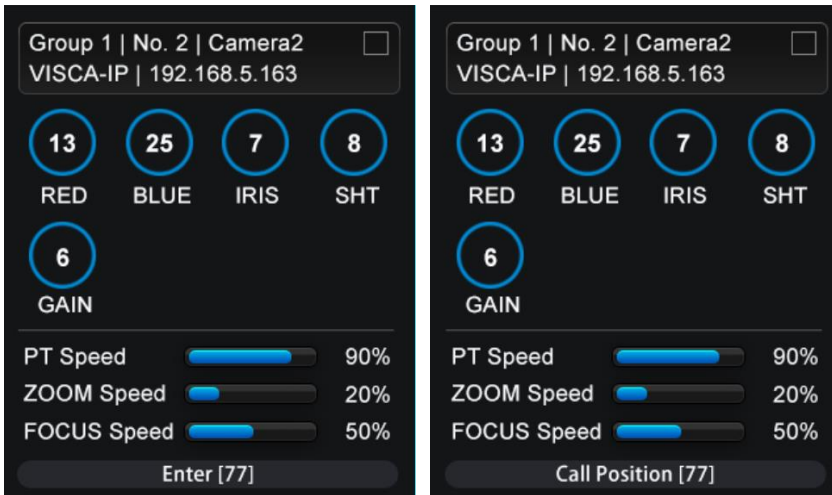 Group 1 | No. 2 | Camera2
VISCA-IP | 192.168.5.163
13 25 7 8
RED BLUE IRIS SHT
6
GAIN
PT Speed 90%
ZOOM Speed 20%
FOCUS Speed 50%
Enter [77]
Group 1 | No. 2 | Camera2
VISCA-IP | 192.168.5.163
13 25 7 8
RED BLUE IRIS SHT
6
GAIN
PT Speed 90%
ZOOM Speed 20%
FOCUS Speed 50%
Call Position [77]